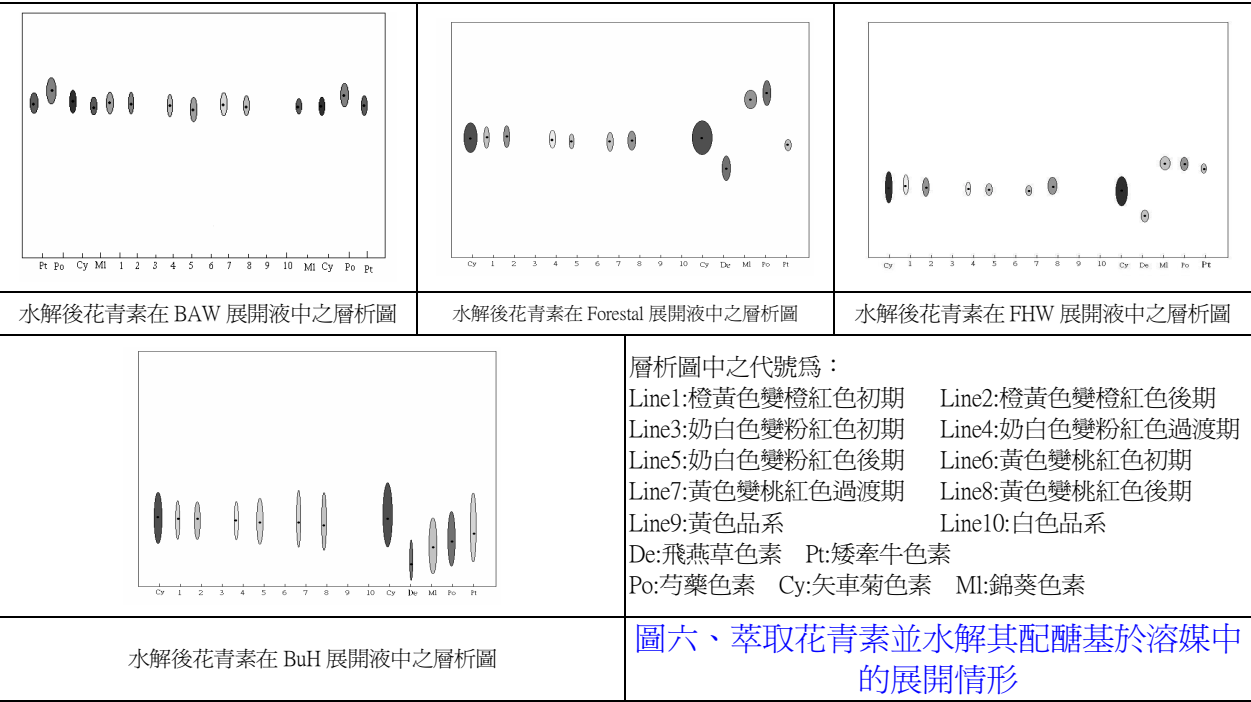 Pt Po Cy Ml 1 2 3 4 5 6 7 8 9 10 Ml Cy Po Pt
Cy 1 2 3 4 5 6 7 8 9 10 Cy De Ml Po Pt
Cy 1 2 3 4 5 6 7 8 9 10 Cy De Ml Po Pt
水解後花青素在 BAW 展開液中之層析圖
水解後花青素在 Forestal 展開液中之層析圖
水解後花青素在 FHW 展開液中之層析圖
Cy 1 2 3 4 5 6 7 8 9 10 Cy De Ml Po Pt
水解後花青素在 BuH 展開液中之層析圖
層析圖中之代號爲：
Line1:橙黃色變橙紅色初期 Line2:橙黃色變橙紅色後期
Line3:奶白色變粉紅色初期 Line4:奶白色變粉紅色過渡期
Line5:奶白色變粉紅色後期 Line6:黃色變桃紅色初期
Line7:黃色變桃紅色過渡期 Line8:黃色變桃紅色後期
Line9:黃色品系 Line10:白色品系
De:飛燕草色素 Pt:矮牽牛色素
Po:芍藥色素 Cy:矢車菊色素 Ml:錦葵色素
圖六、萃取花青素並水解其配醣基於溶媒中
的展開情形